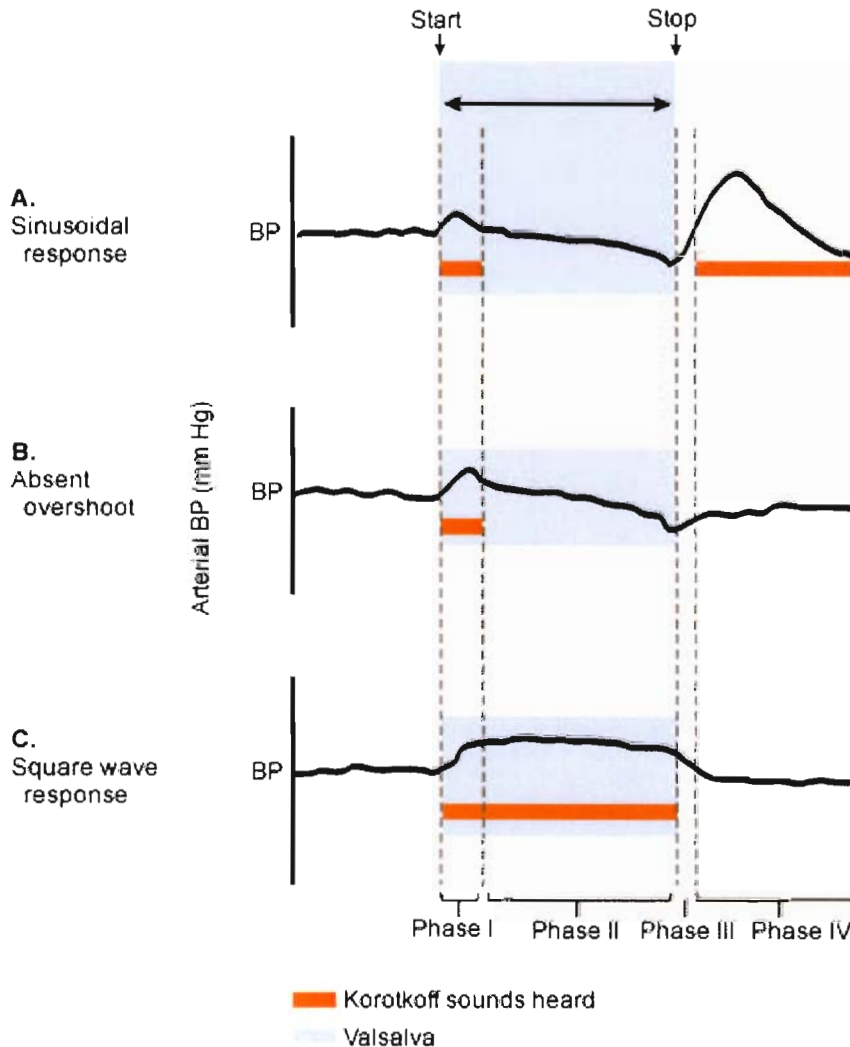 Start
Stop
A.
Sinusoidal
response
BP
B.
Absent
overshoot
BP
Arterial BP (mm Hg)
C.
Square wave
response
BP
Phase I
Phase II
Phase III
Phase IV
Korotkoff sounds heard
Valsalva